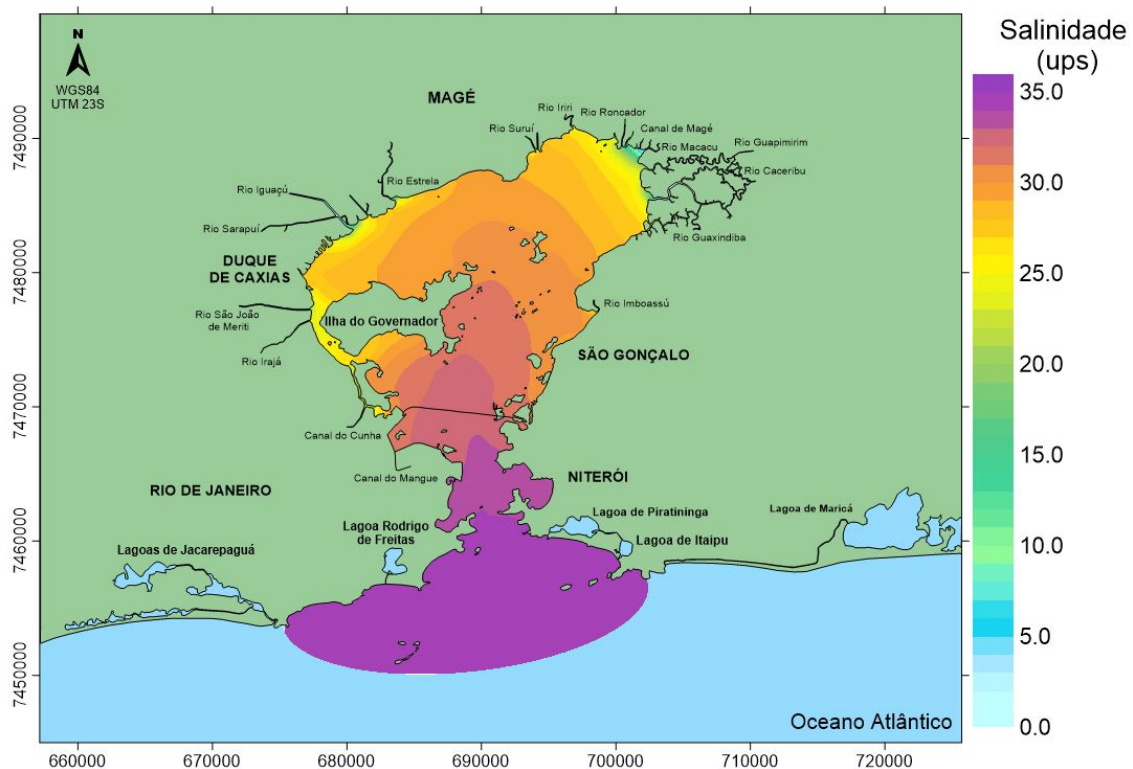 N
WGS84
UTM 23S
Salinidade
(ups)
35.0
30.0
25.0
20.0
15.0
10.0
5.0
0.0
MAGÉ
Rio Iriri
Rio Roncador
Rio Suruí
Canal de Magé
Rio Macacu
Rio Guapimirim
Rio Caceribu
Rio Estrela
Rio Iguaçú
Rio Sarapuí
Rio Guaxindiba
DUQUE
DE CAXIAS
Rio São João
de Meriti
Ilha do Governador
Rio Imboassú
Rio Irajá
SÃO GONÇALO
Canal do Cunha
Canal do Mangue
NITERÓI
RIO DE JANEIRO
Lagoa de Piratininga
Lagoa de Maricá
Lagoa Rodrigo
de Freitas
Lagoa de Itaipu
Lagoas de Jacarepaguá
Oceano Atlântico
7490000
7480000
7470000
7460000
7450000
660000
670000
680000
690000
700000
710000
720000